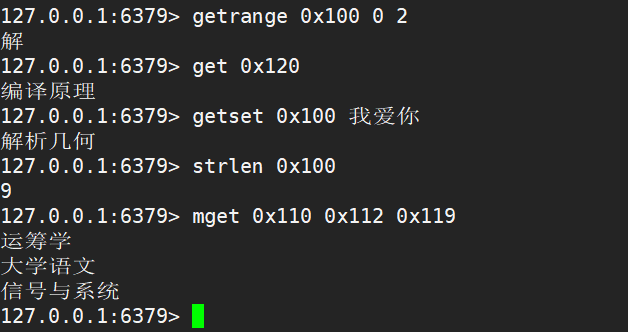 127.0.0.1:6379> getrange 0x100 0 2
解
127.0.0.1:6379> get 0x120
编译原理
127.0.0.1:6379> getset 0x100 我爱你
解析几何
127.0.0.1:6379> strlen 0x100
9
127.0.0.1:6379> mget 0x110 0x112 0x119
运筹学
大学语文
信号与系统
127.0.0.1:6379>